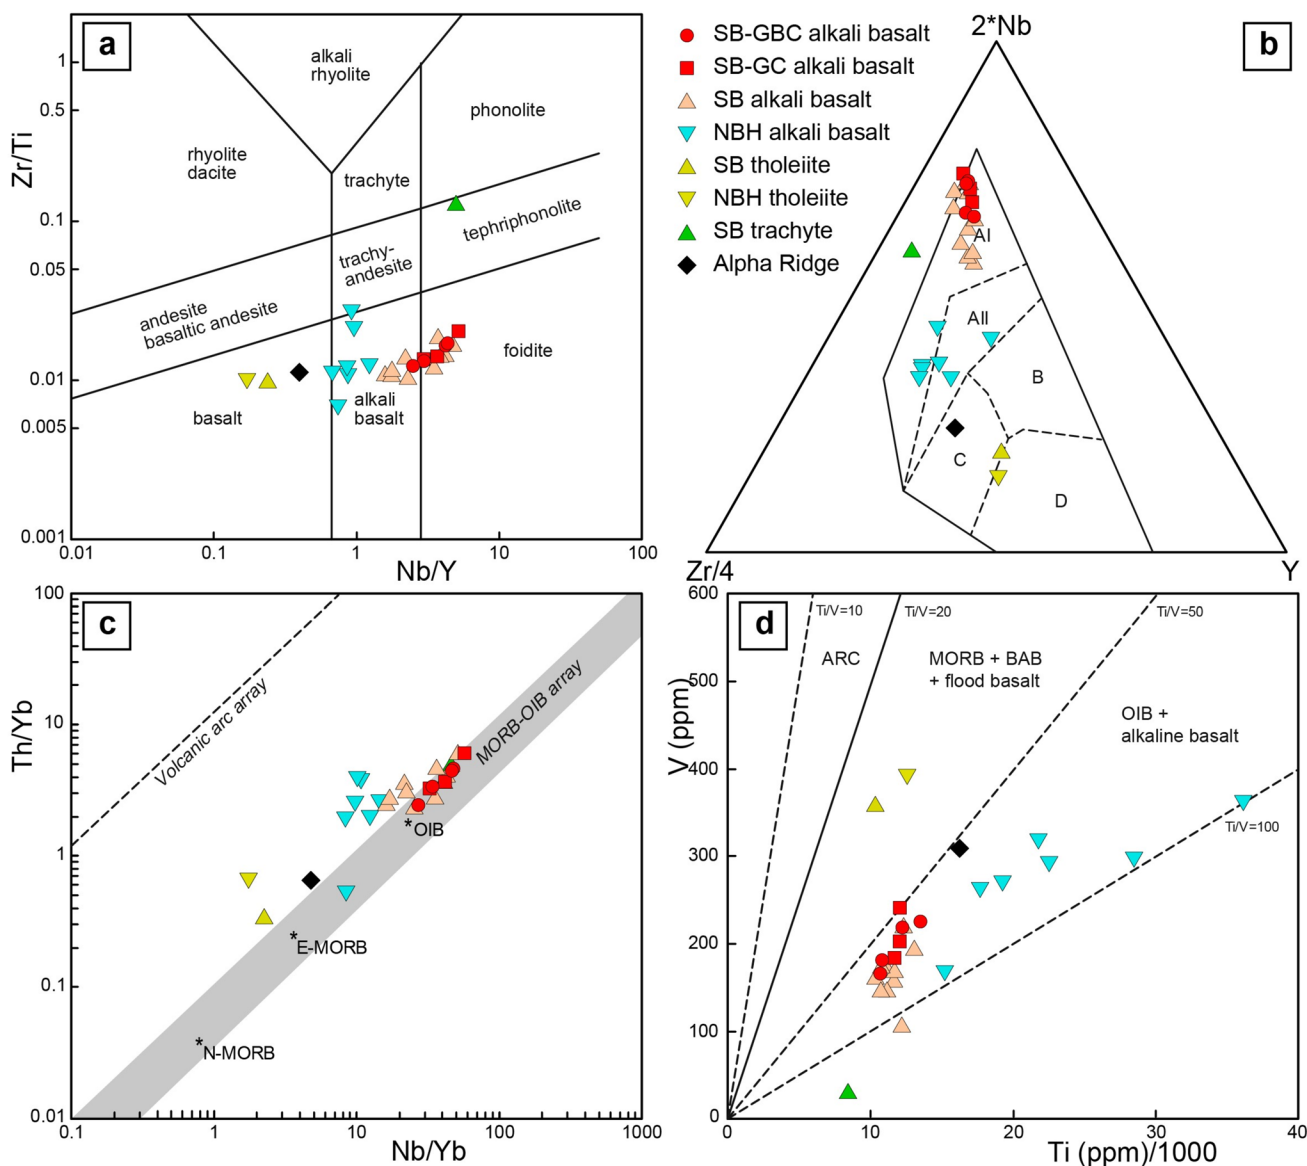 a
Zr/Ti
1
0.5
0.1
0.05
0.01
0.005
0.001
0.01
0.1
1
10
100
Nb/Y
alkali
rhyolite
phonolite
rhyolite
dacite
trachyte
tephriphonolite
trachy-
andesite
andesite
basaltic andesite
foidite
basalt
alkali
basalt
SB-GBC alkali basalt
SB-GC alkali basalt
SB alkali basalt
NBH alkali basalt
SB tholeiite
NBH tholeiite
SB trachyte
Alpha Ridge
b
2*Nb
AI
AII
B
C
D
Zr/4
Y
c
Th/Yb
100
10
1
0.1
0.01
0.1
1
10
100
1000
Nb/Yb
Volcanic arc array
MORB-OIB array
*OIB
*E-MORB
*N-MORB
d
V (ppm)
600
500
400
300
200
100
0
0
10
20
30
40
Ti (ppm)/1000
Ti/V=10
Ti/V=20
Ti/V=50
ARC
MORB + BAB
+ flood basalt
OIB +
alkaline basalt
Ti/V=100